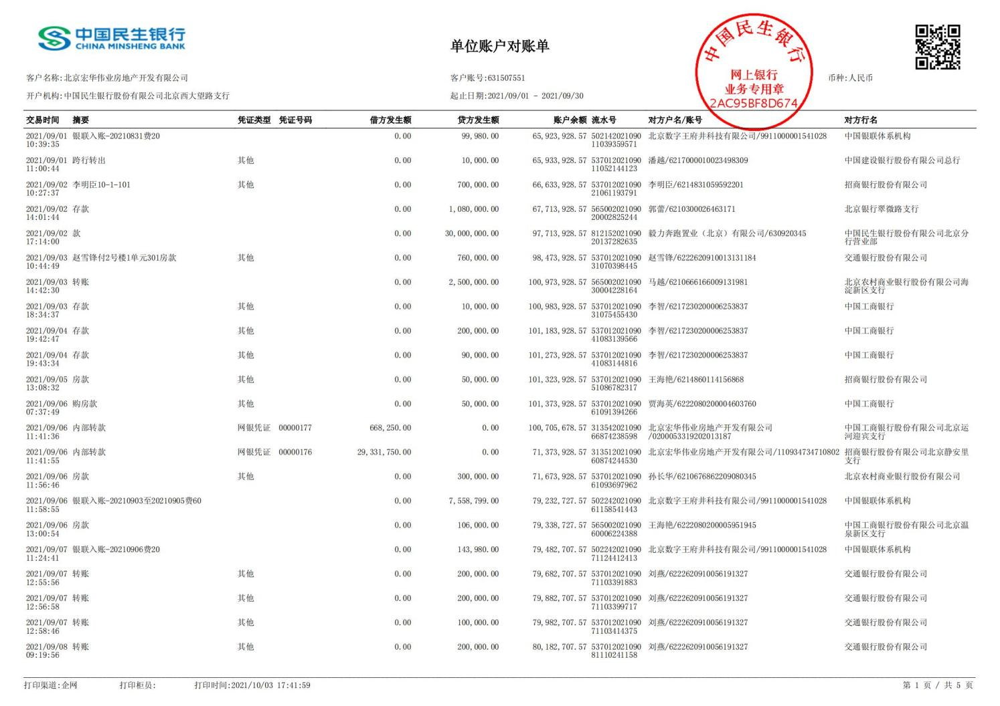 中国民生银行
CHINA MINSHENG BANK
单位账户对账单
中国民生银行
网上银行
业务专用章
2AC95BF8D674
客户名称:北京宏华伟业房地产开发有限公司 客户账号:631507551 币种:人民币
开户机构:中国民生银行股份有限公司北京西大望路支行 起止日期:2021/09/01 - 2021/09/30
交易时间 摘要 凭证类型 凭证号码 借方发生额 贷方发生额 账户余额 流水号 对方户名/账号 对方行名
2021/09/01 银联入账-20210831费20 0.00 99,980.00 65,923,928.57 502142021090 北京数字王府井科技有限公司/9911000001541028 中国银联体系机构
10:39:35 11039359571
2021/09/01 跨行转出 其他 0.00 10,000.00 65,933,928.57 537012021090 潘越/6217000010023498309 中国建设银行股份有限公司总行
11:00:44 11052144123
2021/09/02 李明臣10-1-101 其他 0.00 700,000.00 66,633,928.57 537012021090 李明臣/6214831059592201 招商银行股份有限公司
10:27:37 21061193791
2021/09/02 存款 0.00 1,080,000.00 67,713,928.57 565002021090 郭蕾/6210300026463171 北京银行翠微路支行
14:01:44 20002825244
2021/09/02 款 0.00 30,000,000.00 97,713,928.57 812152021090 毅力奔跑置业（北京）有限公司/630920345 中国民生银行股份有限公司北京分
17:14:00 20137282635 行营业部
2021/09/03 赵雪锋付2号楼1单元301房款 其他 0.00 760,000.00 98,473,928.57 537012021090 赵雪锋/6222620910013131184 交通银行股份有限公司
10:44:49 31070398445
2021/09/03 转账 0.00 2,500,000.00 100,973,928.57 565002021090 马越/6210666166009131981 北京农村商业银行股份有限公司海
14:42:30 30004228164 淀新区支行
2021/09/03 存款 其他 0.00 10,000.00 100,983,928.57 537012021090 李智/6217230200006253837 中国工商银行
18:34:37 31075455430
2021/09/04 存款 其他 0.00 200,000.00 101,183,928.57 537012021090 李智/6217230200006253837 中国工商银行
19:42:47 41083139566
2021/09/04 存款 其他 0.00 90,000.00 101,273,928.57 537012021090 李智/6217230200006253837 中国工商银行
19:43:34 41083144816
2021/09/05 房款 其他 0.00 50,000.00 101,323,928.57 537012021090 王海艳/6214860114156868 招商银行股份有限公司
13:08:32 51086782317
2021/09/06 购房款 其他 0.00 50,000.00 101,373,928.57 537012021090 贾海英/6222080200004603760 中国工商银行
07:37:49 61091394266
2021/09/06 内部转款 网银凭证 00000177 668,250.00 0.00 100,705,678.57 313542021090 北京宏华伟业房地产开发有限公司 中国工商银行股份有限公司北京运
11:41:36 66874238598 /0200053319202013187 河迎宾支行
2021/09/06 内部转款 网银凭证 00000176 29,331,750.00 0.00 71,373,928.57 313512021090 北京宏华伟业房地产开发有限公司/110934734710802 招商银行股份有限公司北京静安里
11:41:55 60874244530 支行
2021/09/06 房款 其他 0.00 300,000.00 71,673,928.57 537012021090 孙长华/6210676862209080345 北京农村商业银行股份有限公司
11:56:46 61093697962
2021/09/06 银联入账-20210903至20210905费60 0.00 7,558,799.00 79,232,727.57 502242021090 北京数字王府井科技有限公司/9911000001541028 中国银联体系机构
11:58:55 61158541443
2021/09/06 房款 0.00 106,000.00 79,338,727.57 565002021090 王海艳/6222080200005951945 中国工商银行股份有限公司北京温
13:00:54 60006224388 泉新区支行
2021/09/07 银联入账-20210906费20 0.00 143,980.00 79,482,707.57 502242021090 北京数字王府井科技有限公司/9911000001541028 中国银联体系机构
11:24:41 71124412413
2021/09/07 转账 其他 0.00 200,000.00 79,682,707.57 537012021090 刘燕/6222620910056191327 交通银行股份有限公司
12:55:56 71103391883
2021/09/07 转账 其他 0.00 200,000.00 79,882,707.57 537012021090 刘燕/6222620910056191327 交通银行股份有限公司
12:56:58 71103399717
2021/09/07 转账 其他 0.00 100,000.00 79,982,707.57 537012021090 刘燕/6222620910056191327 交通银行股份有限公司
12:58:46 71103414375
2021/09/08 转账 其他 0.00 200,000.00 80,182,707.57 537012021090 刘燕/6222620910056191327 交通银行股份有限公司
09:19:56 81110241158
打印渠道:企网 打印柜员: 打印时间:2021/10/03 17:41:59 第 1 页 / 共 5 页